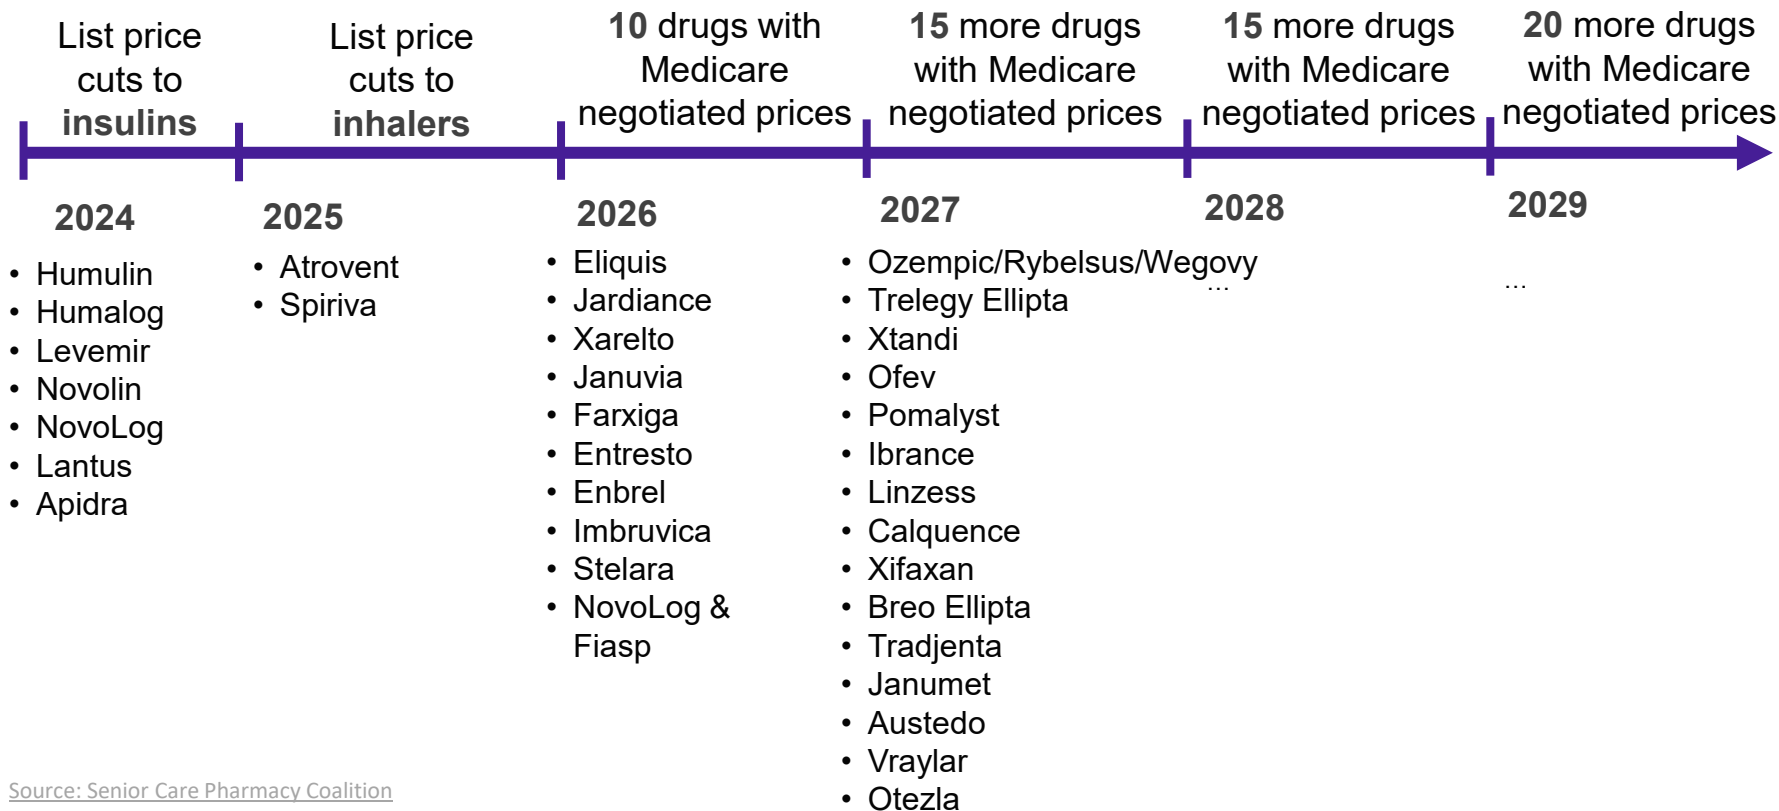 List price
cuts to
insulins
List price
cuts to
inhalers
10 drugs with
Medicare
negotiated prices
15 more drugs
with Medicare
negotiated prices
15 more drugs
with Medicare
negotiated prices
20 more drugs
with Medicare
negotiated prices
2024
• Humulin
• Humalog
• Levemir
• Novolin
• NovoLog
• Lantus
• Apidra
2025
• Atrovent
• Spiriva
2026
• Eliquis
• Jardiance
• Xarelto
• Januvia
• Farxiga
• Entresto
• Enbrel
• Imbruvica
• Stelara
• NovoLog &
Fiasp
2027
• Ozempic/Rybelsus/Wegovy
• Trelegy Ellipta
• Xtandi
• Ofev
• Pomalyst
• Ibrance
• Linzess
• Calquence
• Xifaxan
• Breo Ellipta
• Tradjenta
• Janumet
• Austedo
• Vraylar
• Otezla
2028
...
2029
...
Source: Senior Care Pharmacy Coalition